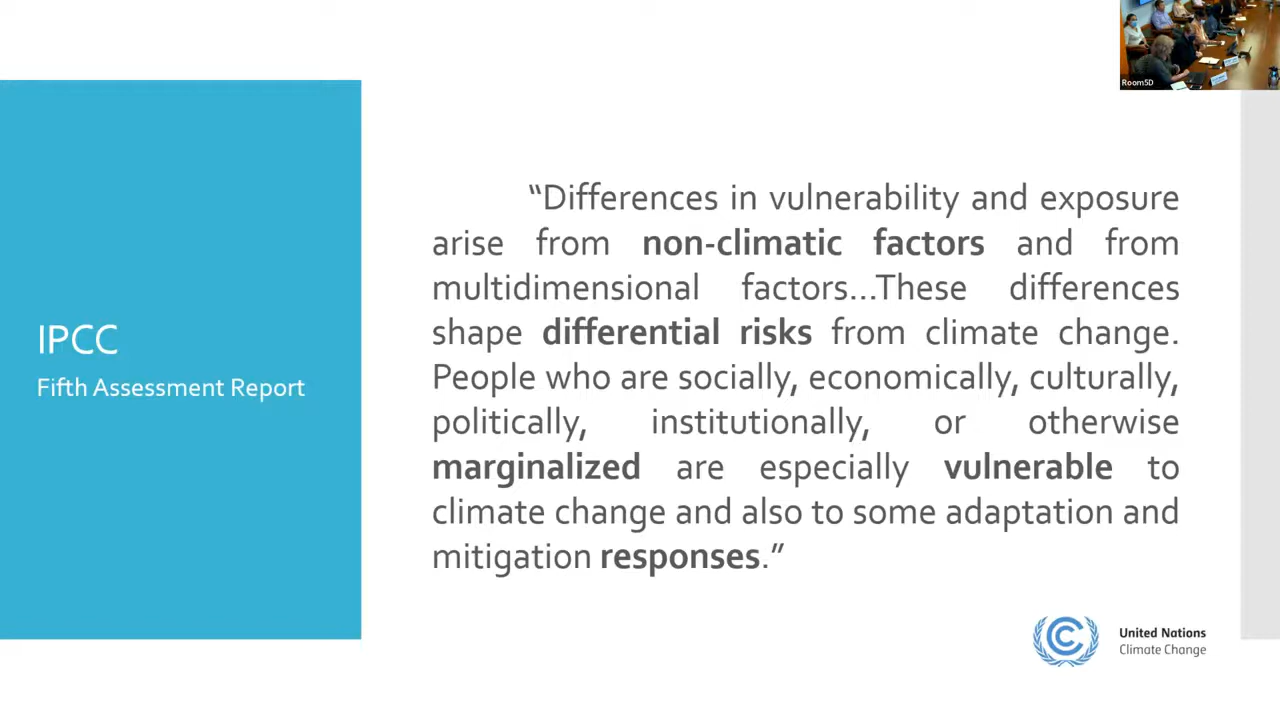 Room5D
IPCC
Fifth Assessment Report
“Differences in vulnerability and exposure
arise from non-climatic factors and from
multidimensional factors...These differences
shape differential risks from climate change.
People who are socially, economically, culturally,
politically, institutionally, or otherwise
marginalized are especially vulnerable to
climate change and also to some adaptation and
mitigation responses.”
United Nations
Climate Change